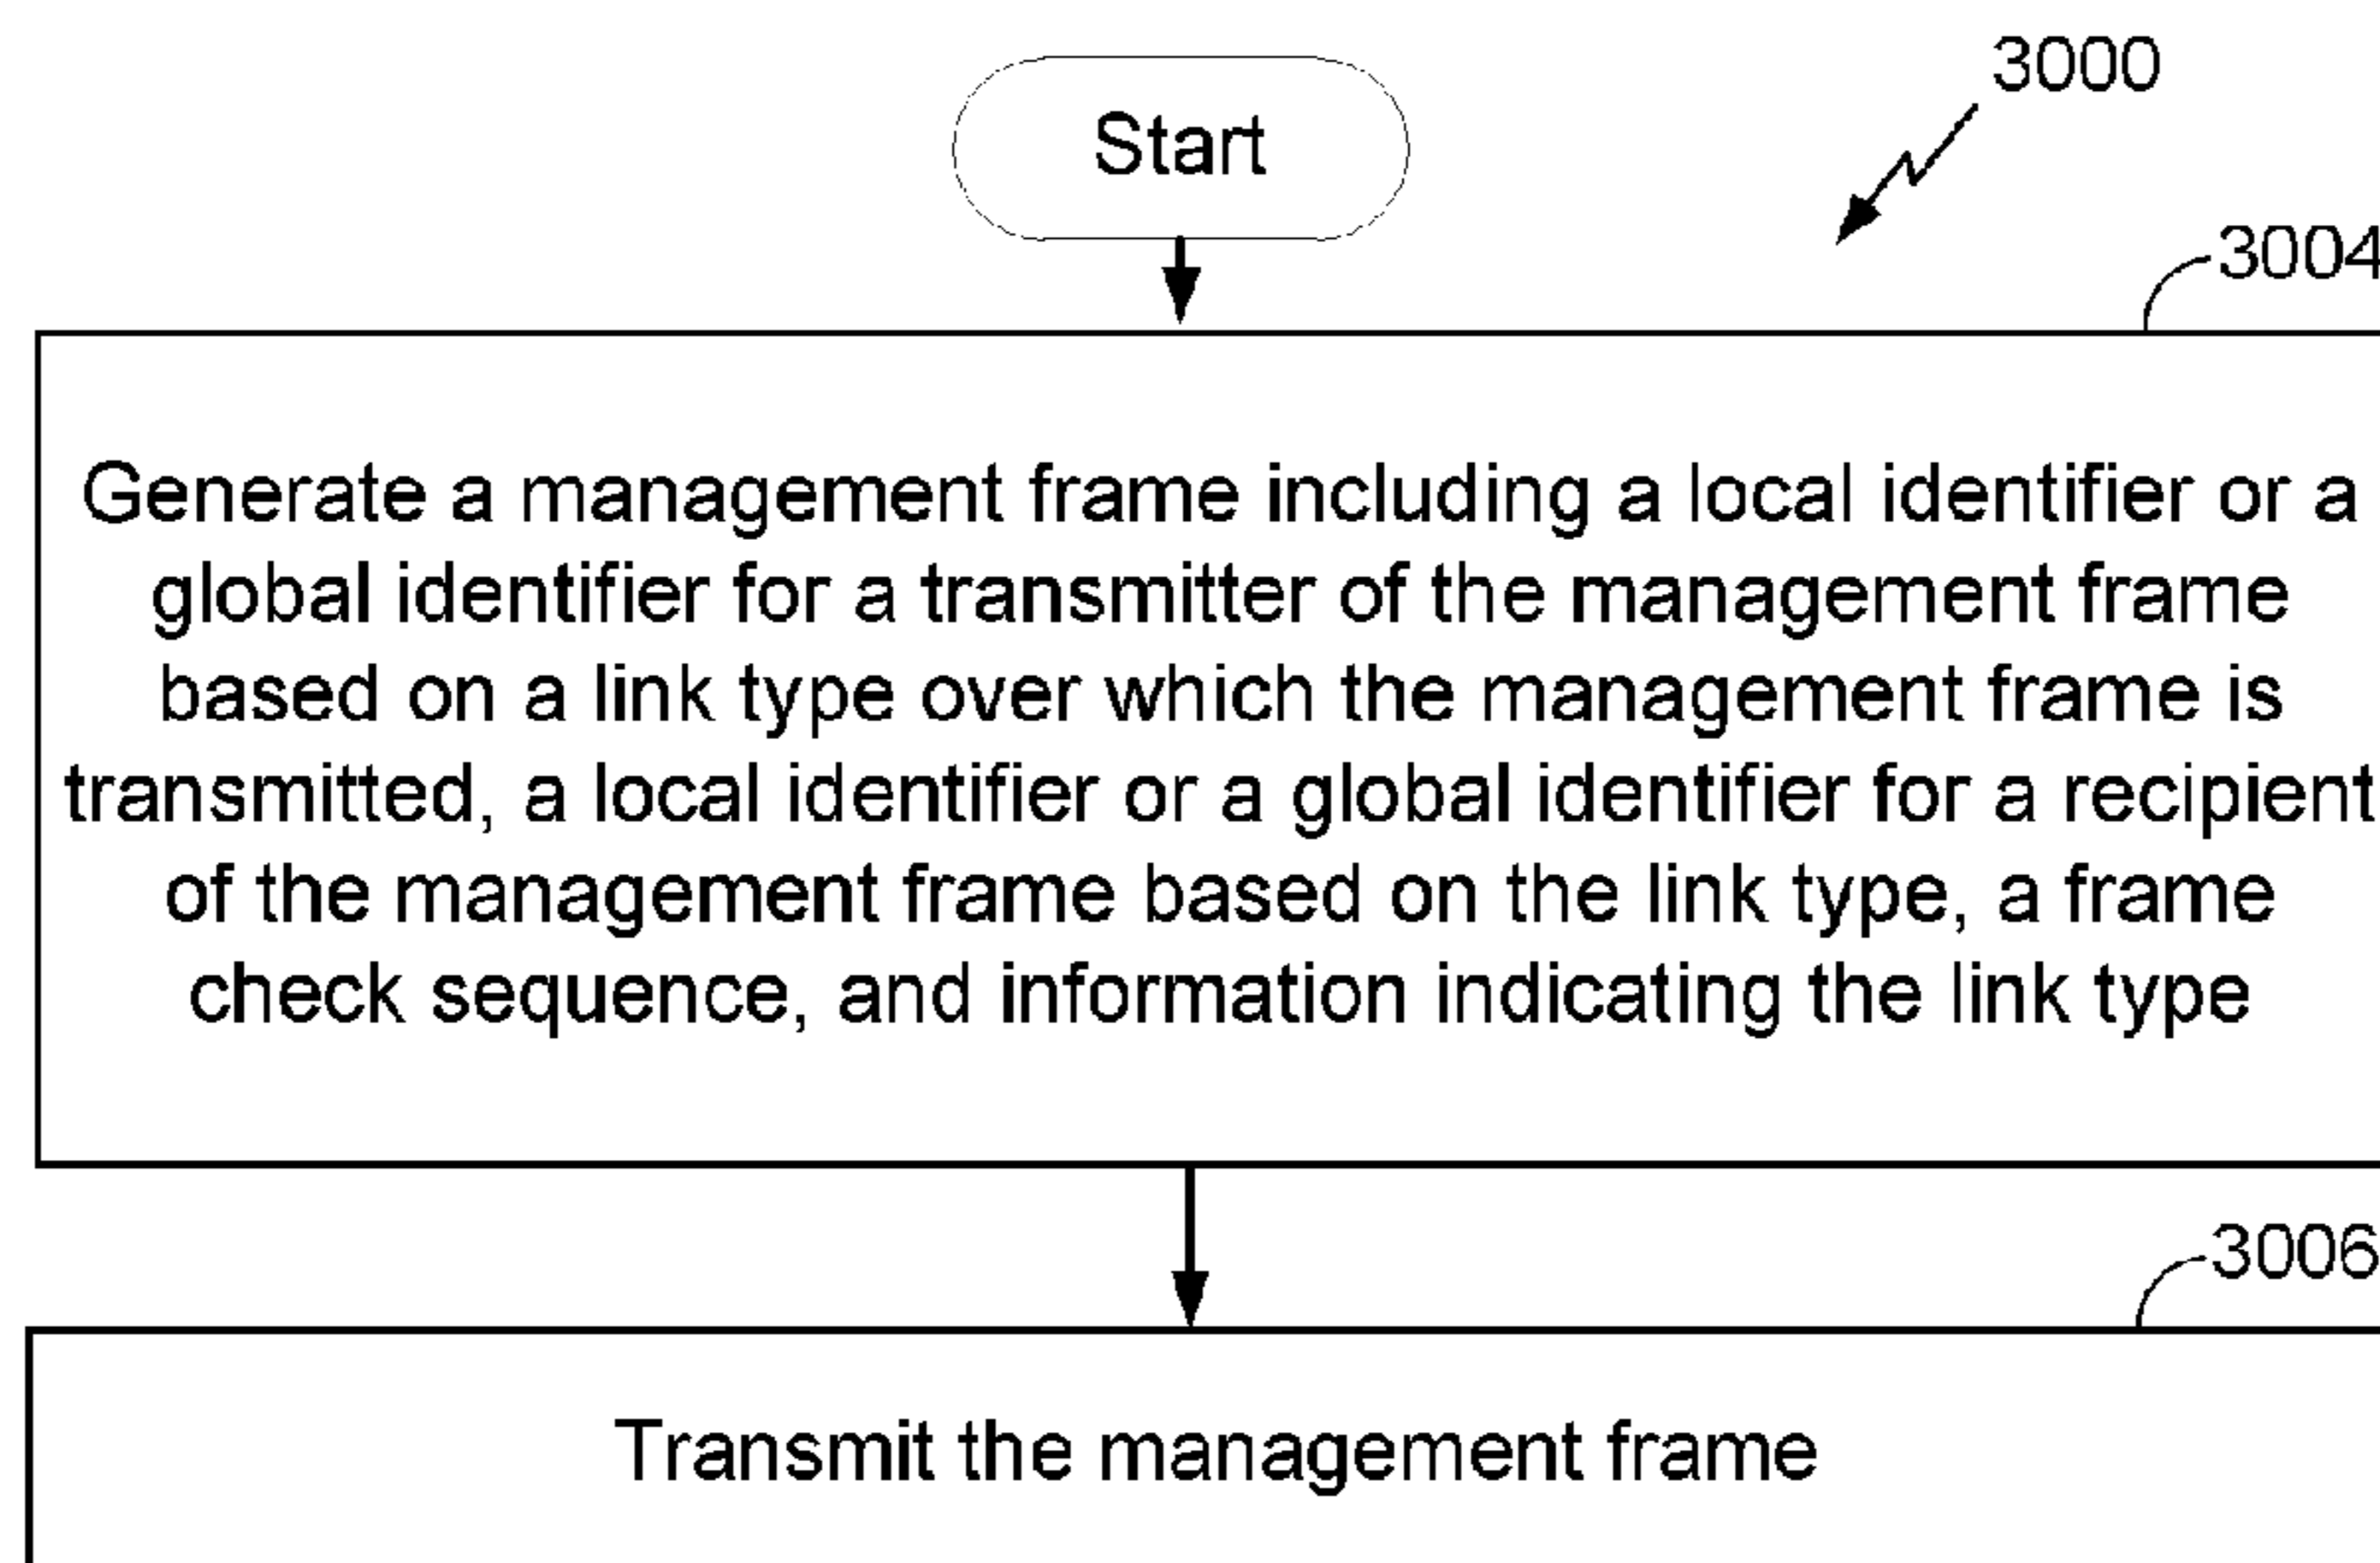 3000
Start
3004
Generate a management frame including a local identifier or a
global identifier for a transmitter of the management frame
based on a link type over which the management frame is
transmitted, a local identifier or a global identifier for a recipient
of the management frame based on the link type, a frame
check sequence, and information indicating the link type
3006
Transmit the management frame